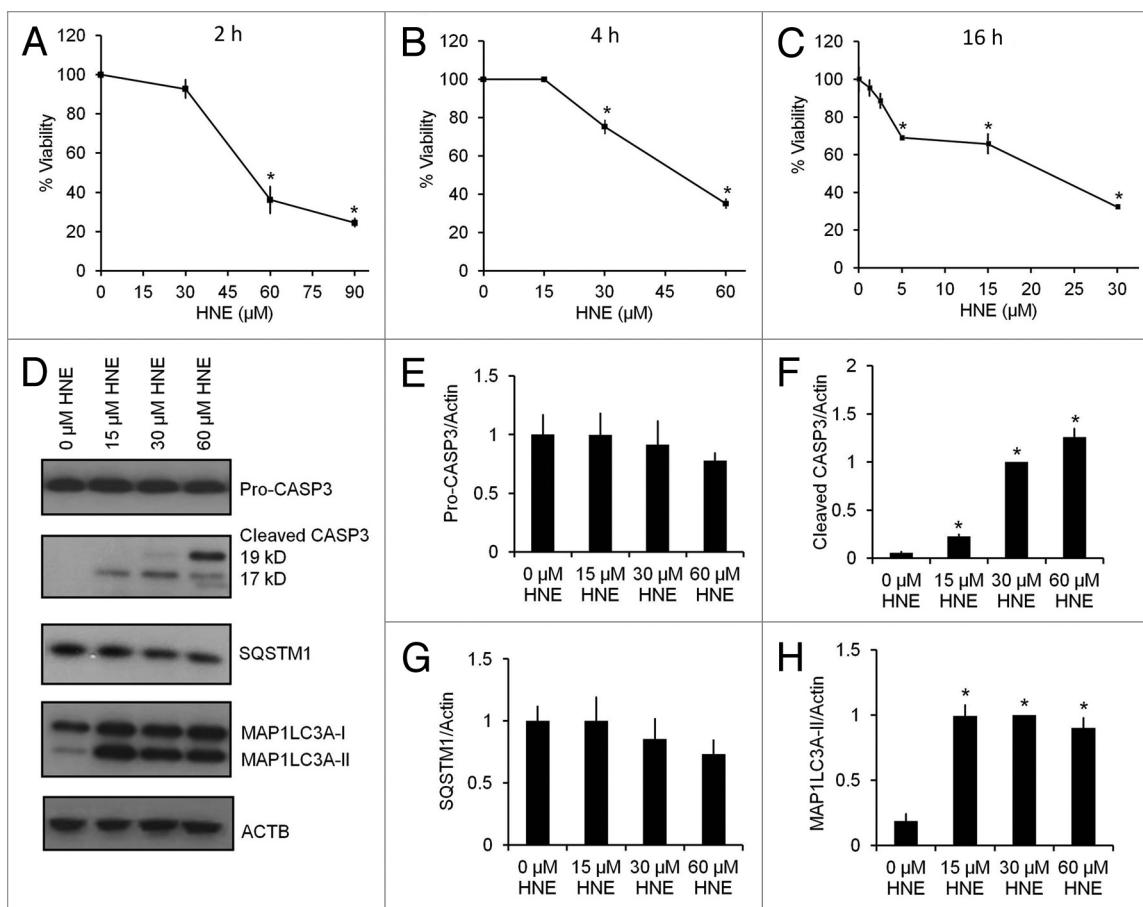 A
2 h
% Viability
120
100
80
60
40
20
0
* *
0 15 30 45 60 75 90
HNE (µM)
B
4 h
% Viability
120
100
80
60
40
20
0
* *
0 15 30 45 60
HNE (µM)
C
16 h
% Viability
120
100
80
60
40
20
0
* * *
0 5 10 15 20 25 30
HNE (µM)
D
0 µM HNE
15 µM HNE
30 µM HNE
60 µM HNE
Pro-CASP3
Cleaved CASP3
19 kD
17 kD
SQSTM1
MAP1LC3A-I
MAP1LC3A-II
ACTB
E
Pro-CASP3/Actin
1.5
1
0.5
0
0 µM 15 µM 30 µM 60 µM
HNE HNE HNE HNE
F
Cleaved CASP3/Actin
2
1.5
1
0.5
0
* * *
0 µM 15 µM 30 µM 60 µM
HNE HNE HNE HNE
G
SQSTM1/Actin
1.5
1
0.5
0
0 µM 15 µM 30 µM 60 µM
HNE HNE HNE HNE
H
MAP1LC3A-II/Actin
1.5
1
0.5
0
* * *
0 µM 15 µM 30 µM 60 µM
HNE HNE HNE HNE